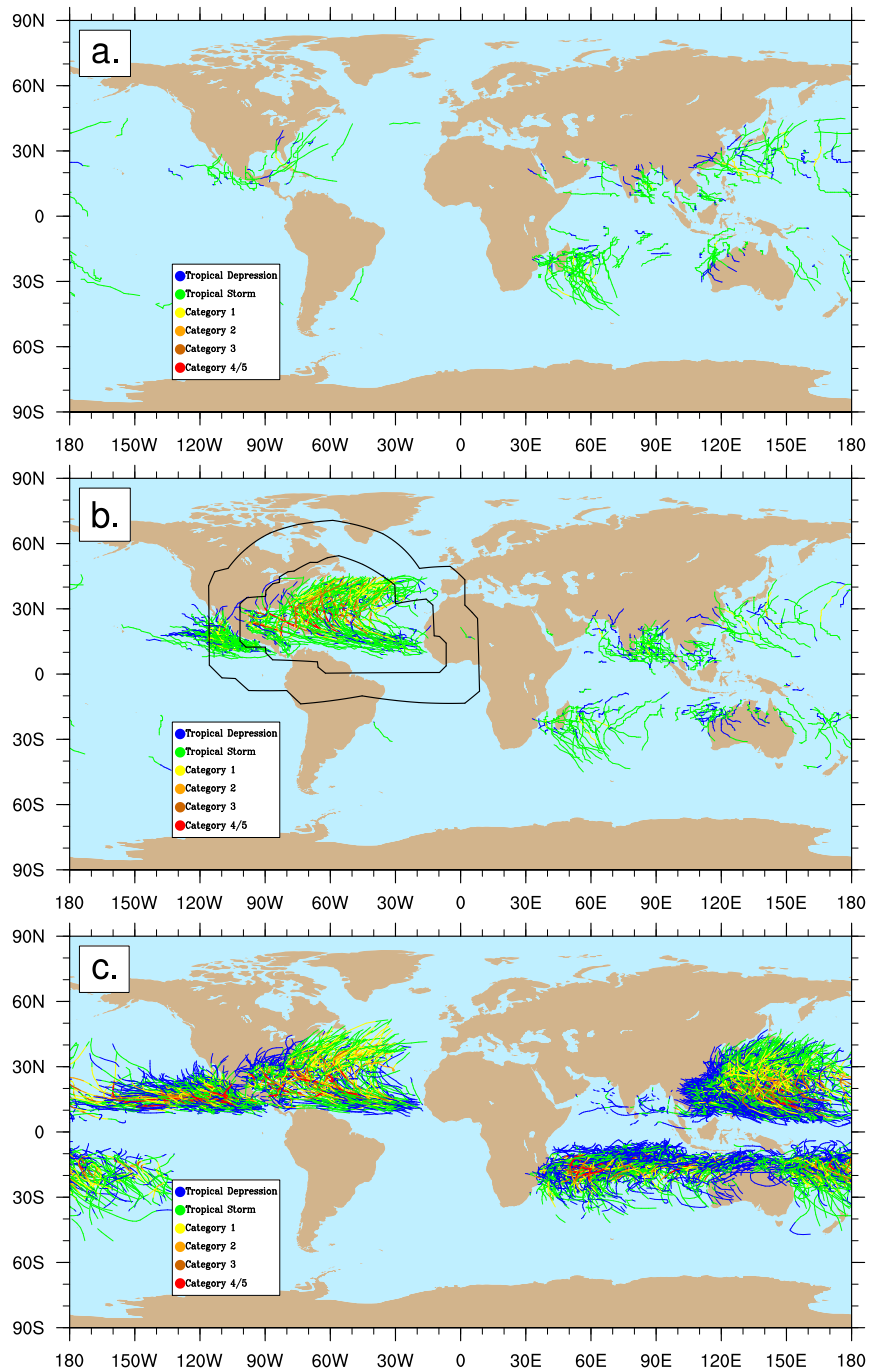 a.
90N
60N
30N
0
30S
60S
90S
Tropical Depression
Tropical Storm
Category 1
Category 2
Category 3
Category 4/5
180 150W 120W 90W 60W 30W 0 30E 60E 90E 120E 150E 180
b.
90N
60N
30N
0
30S
60S
90S
Tropical Depression
Tropical Storm
Category 1
Category 2
Category 3
Category 4/5
180 150W 120W 90W 60W 30W 0 30E 60E 90E 120E 150E 180
c.
90N
60N
30N
0
30S
60S
90S
Tropical Depression
Tropical Storm
Category 1
Category 2
Category 3
Category 4/5
180 150W 120W 90W 60W 30W 0 30E 60E 90E 120E 150E 180